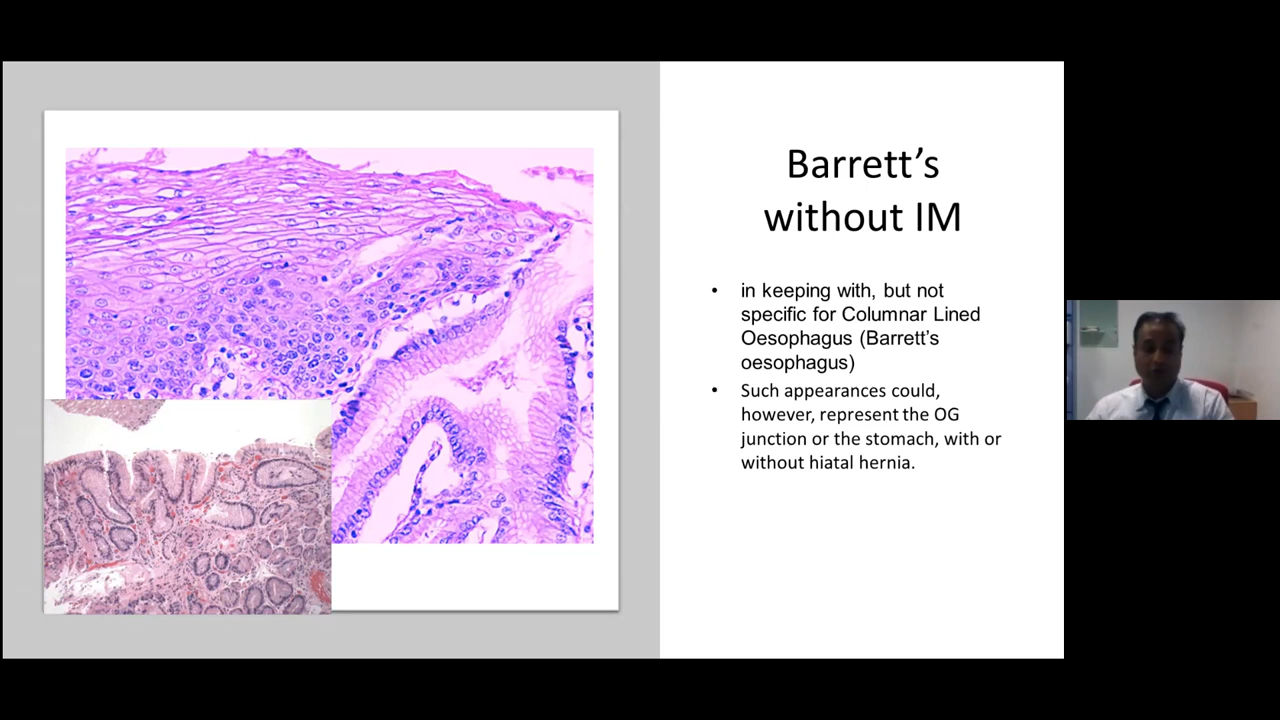 Barrett’s
without IM
• in keeping with, but not
specific for Columnar Lined
Oesophagus (Barrett’s
oesophagus)
• Such appearances could,
however, represent the OG
junction or the stomach, with or
without hiatal hernia.